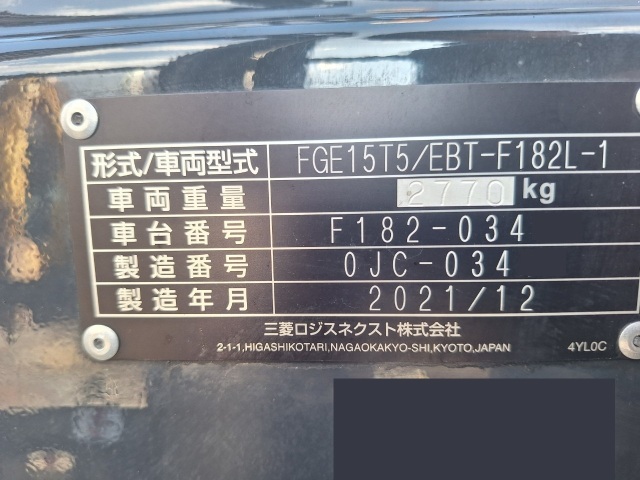 形式/車両型式 FGE15T5/EBT-F182L-1
車両重量 2770 kg
車台番号 F182-034
製造番号 0JC-034
製造年月 2021/12
三菱ロジスネクスト株式会社
2-1-1,HIGASHIKOTARI,NAGAOKAKYO-SHI,KYOTO,JAPAN 4YL0C